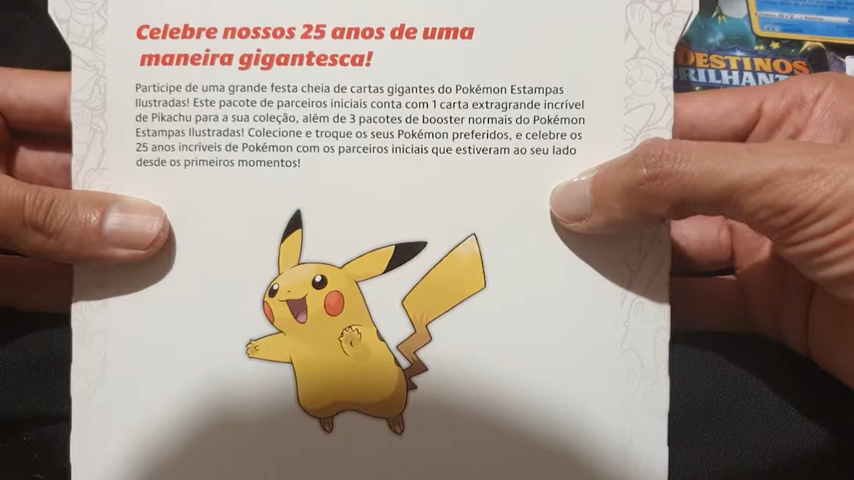 Celebre nossos 25 anos de uma
maneira gigantesca!
Participe de uma grande festa cheia de cartas gigantes do Pokémon Estampas
Ilustradas! Este pacote de parceiros iniciais conta com 1 carta extragrande incrível
de Pikachu para a sua coleção, além de 3 pacotes de booster normais do Pokémon
Estampas Ilustradas! Colecione e troque os seus Pokémon preferidos, e celebre os
25 anos incríveis de Pokémon com os parceiros iniciais que estiveram ao seu lado
desde os primeiros momentos!
DESTINOS
BRILHANT